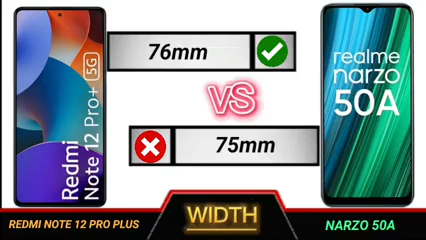 76mm
Redmi
Note 12 Pro+ 5G
VS
realme
narzo
50A
75mm
WIDTH
REDMI NOTE 12 PRO PLUS
NARZO 50A